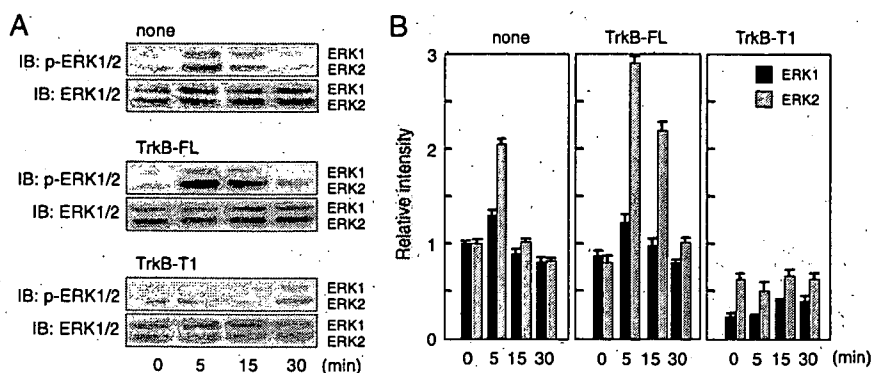 A
none
IB: p-ERK1/2
ERK1
ERK2
IB: ERK1/2
ERK1
ERK2
TrkB-FL
IB: p-ERK1/2
ERK1
ERK2
IB: ERK1/2
ERK1
ERK2
TrkB-T1
IB: p-ERK1/2
ERK1
ERK2
IB: ERK1/2
ERK1
ERK2
0 5 15 30 (min)
B
none TrkB-FL TrkB-T1
ERK1
ERK2
Relative intensity
3
2
1
0
0 5 15 30 0 5 15 30 0 5 15 30 (min)